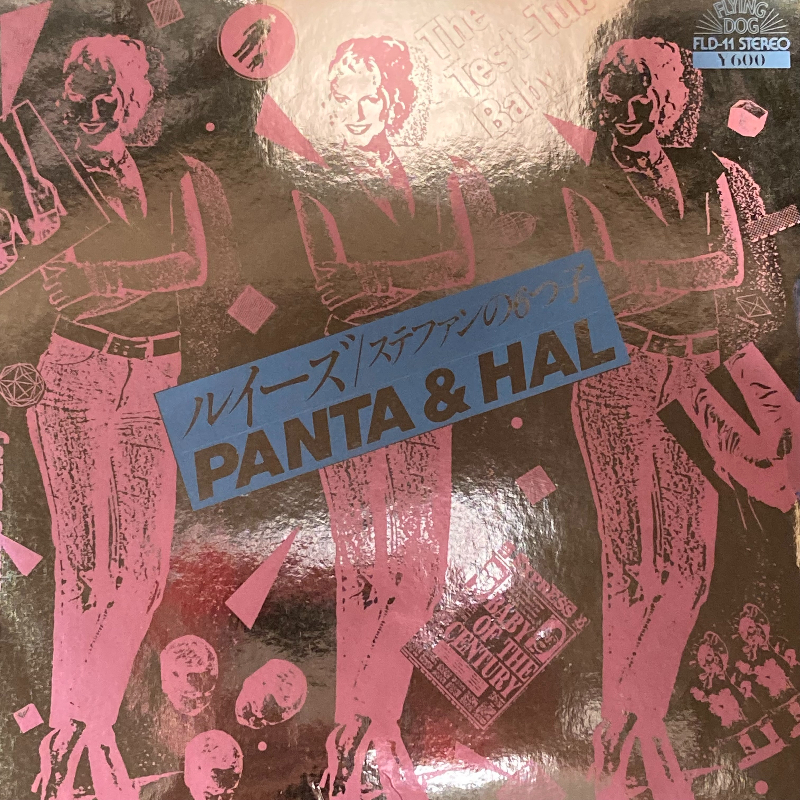 The
Test-Tube
Baby
FLYING
DOG
FLD-11 STEREO
¥600
ルイーズ/ステファンの6つ子
PANTA & HAL
BABY
OF THE
CENTURY